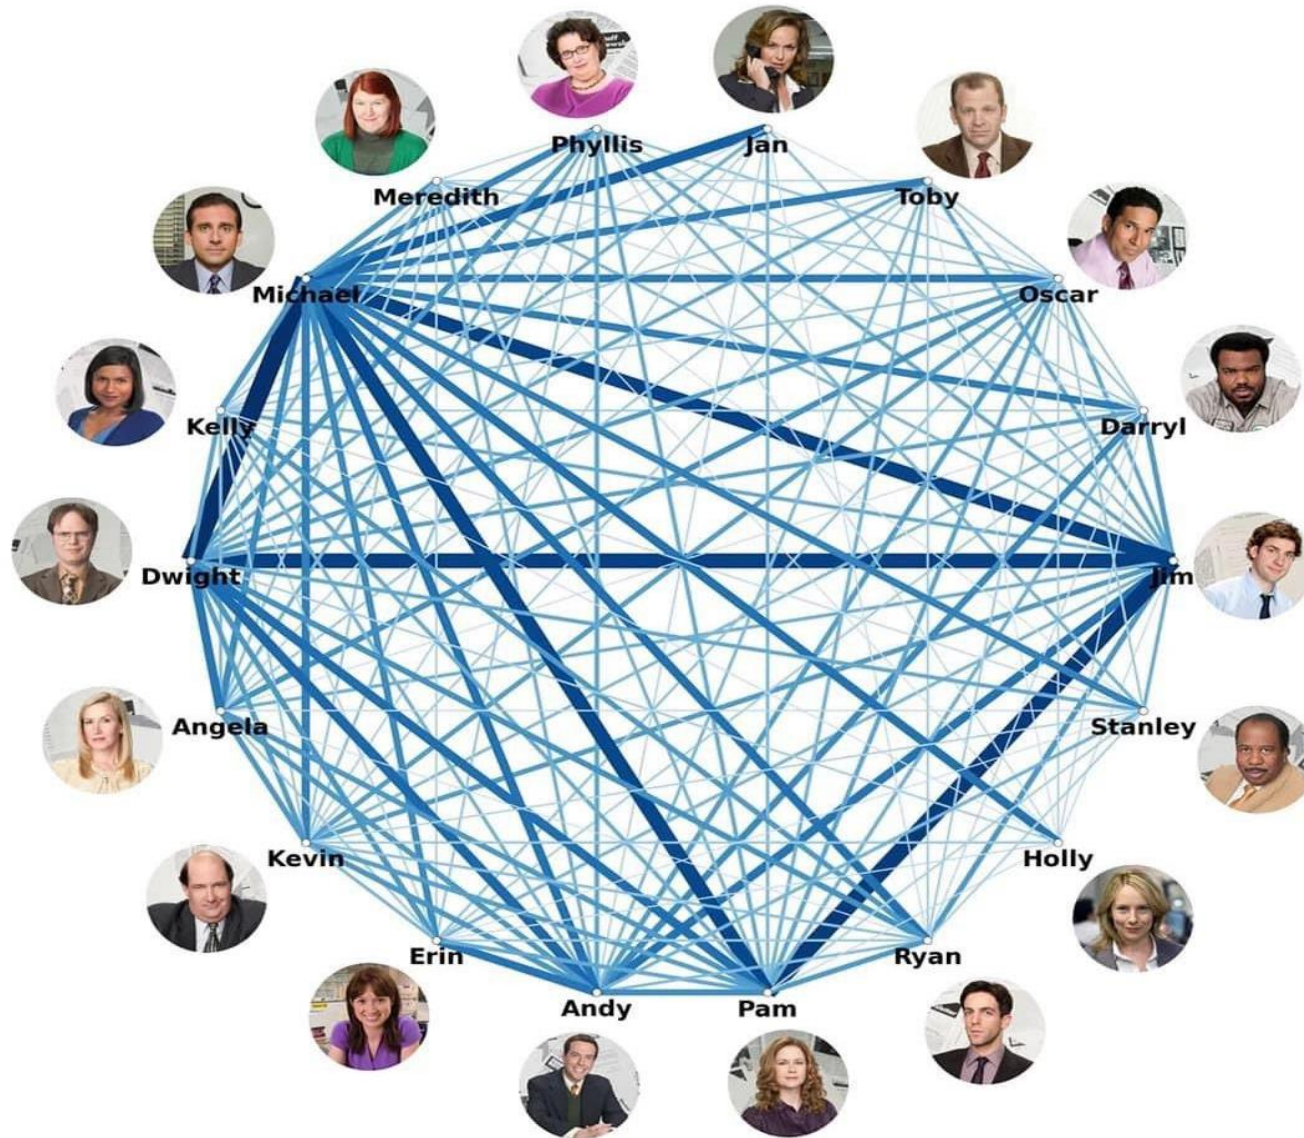 Phyllis
Jan
Meredith
Toby
Michael
Oscar
Kelly
Darryl
Dwight
Jim
Angela
Stanley
Kevin
Holly
Erin
Ryan
Andy
Pam